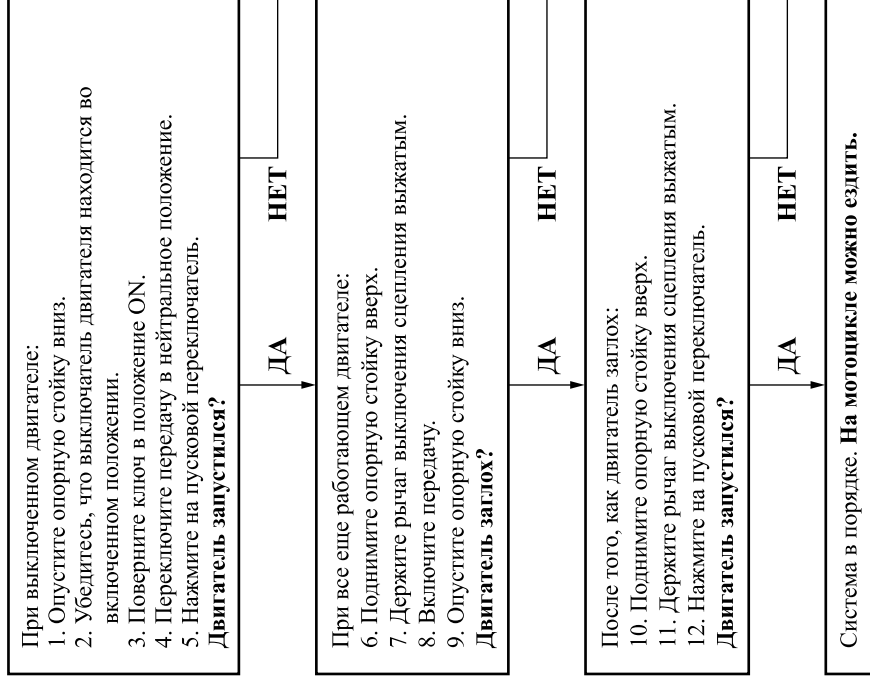 При выключенном двигателе:
1. Опустите опорную стойку вниз.
2. Убедитесь, что выключатель двигателя находится во
включенном положении.
3. Поверните ключ в положение ON.
4. Переключите передачу в нейтральное положение.
5. Нажмите на пусковой переключатель.
Двигатель запустился?
ДА
НЕТ
При все еще работающем двигателе:
6. Поднимите опорную стойку вверх.
7. Держите рычаг выключения сцепления выжатым.
8. Включите передачу.
9. Опустите опорную стойку вниз.
Двигатель заглох?
ДА
НЕТ
После того, как двигатель заглох:
10. Поднимите опорную стойку вверх.
11. Держите рычаг выключения сцепления выжатым.
12. Нажмите на пусковой переключатель.
Двигатель запустился?
ДА
НЕТ
Система в порядке. На мотоцикле можно ездить.